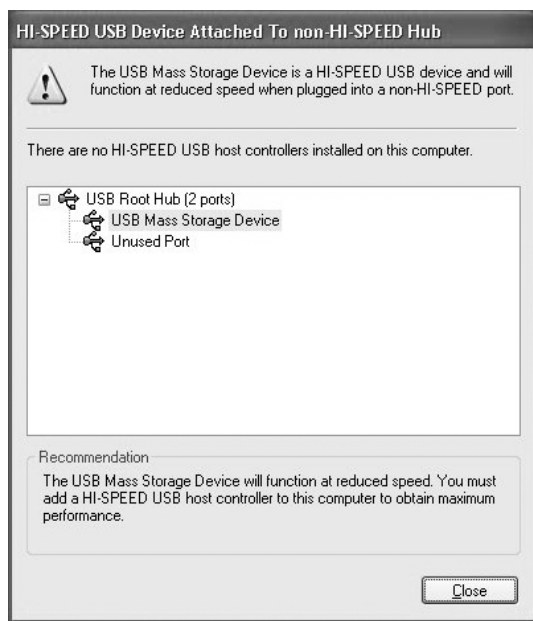 HI-SPEED USB Device Attached To non-HI-SPEED Hub
The USB Mass Storage Device is a HI-SPEED USB device and will
function at reduced speed when plugged into a non-HI-SPEED port.
There are no HI-SPEED USB host controllers installed on this computer.
USB Root Hub (2 ports)
USB Mass Storage Device
Unused Port
Recommendation
The USB Mass Storage Device will function at reduced speed. You must
add a HI-SPEED USB host controller to this computer to obtain maximum
performance.
Close